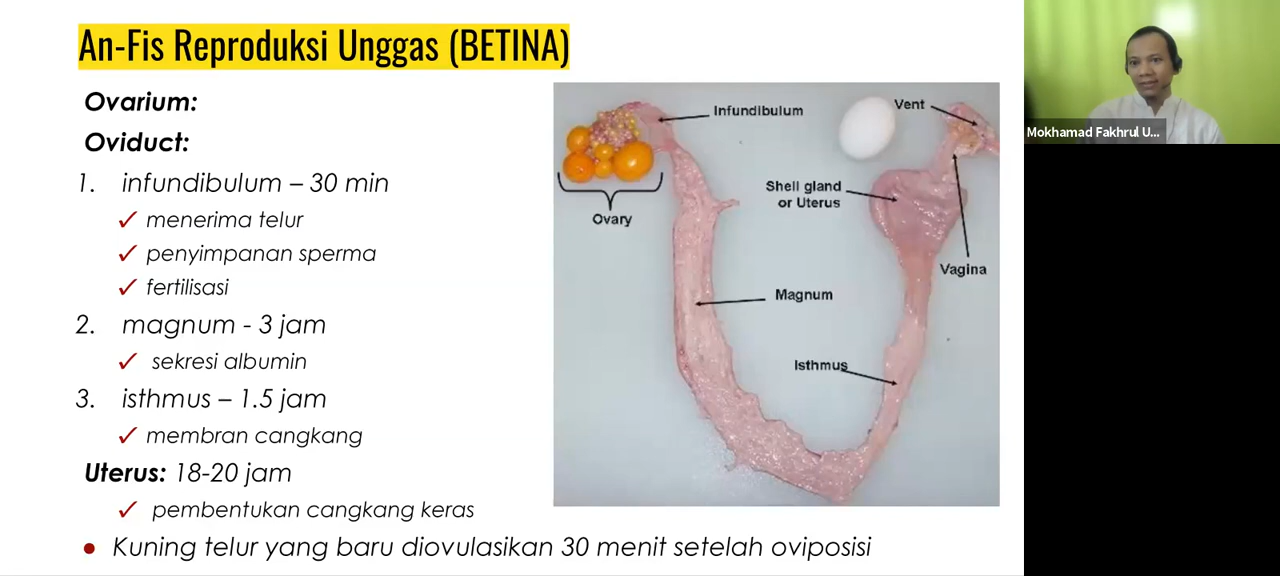 An-Fis Reproduksi Unggas (BETINA)
Ovarium:
Oviduct:
1. infundibulum – 30 min
✓ menerima telur
✓ penyimpanan sperma
✓ fertilisasi
2. magnum - 3 jam
✓ sekresi albumin
3. isthmus – 1.5 jam
✓ membran cangkang
Uterus: 18-20 jam
✓ pembentukan cangkang keras
• Kuning telur yang baru diovulasikan 30 menit setelah oviposisi
Infundibulum
Vent
Shell gland
or Uterus
Ovary
Vagina
Magnum
Isthmus
Mokhamad Fakhrul U...